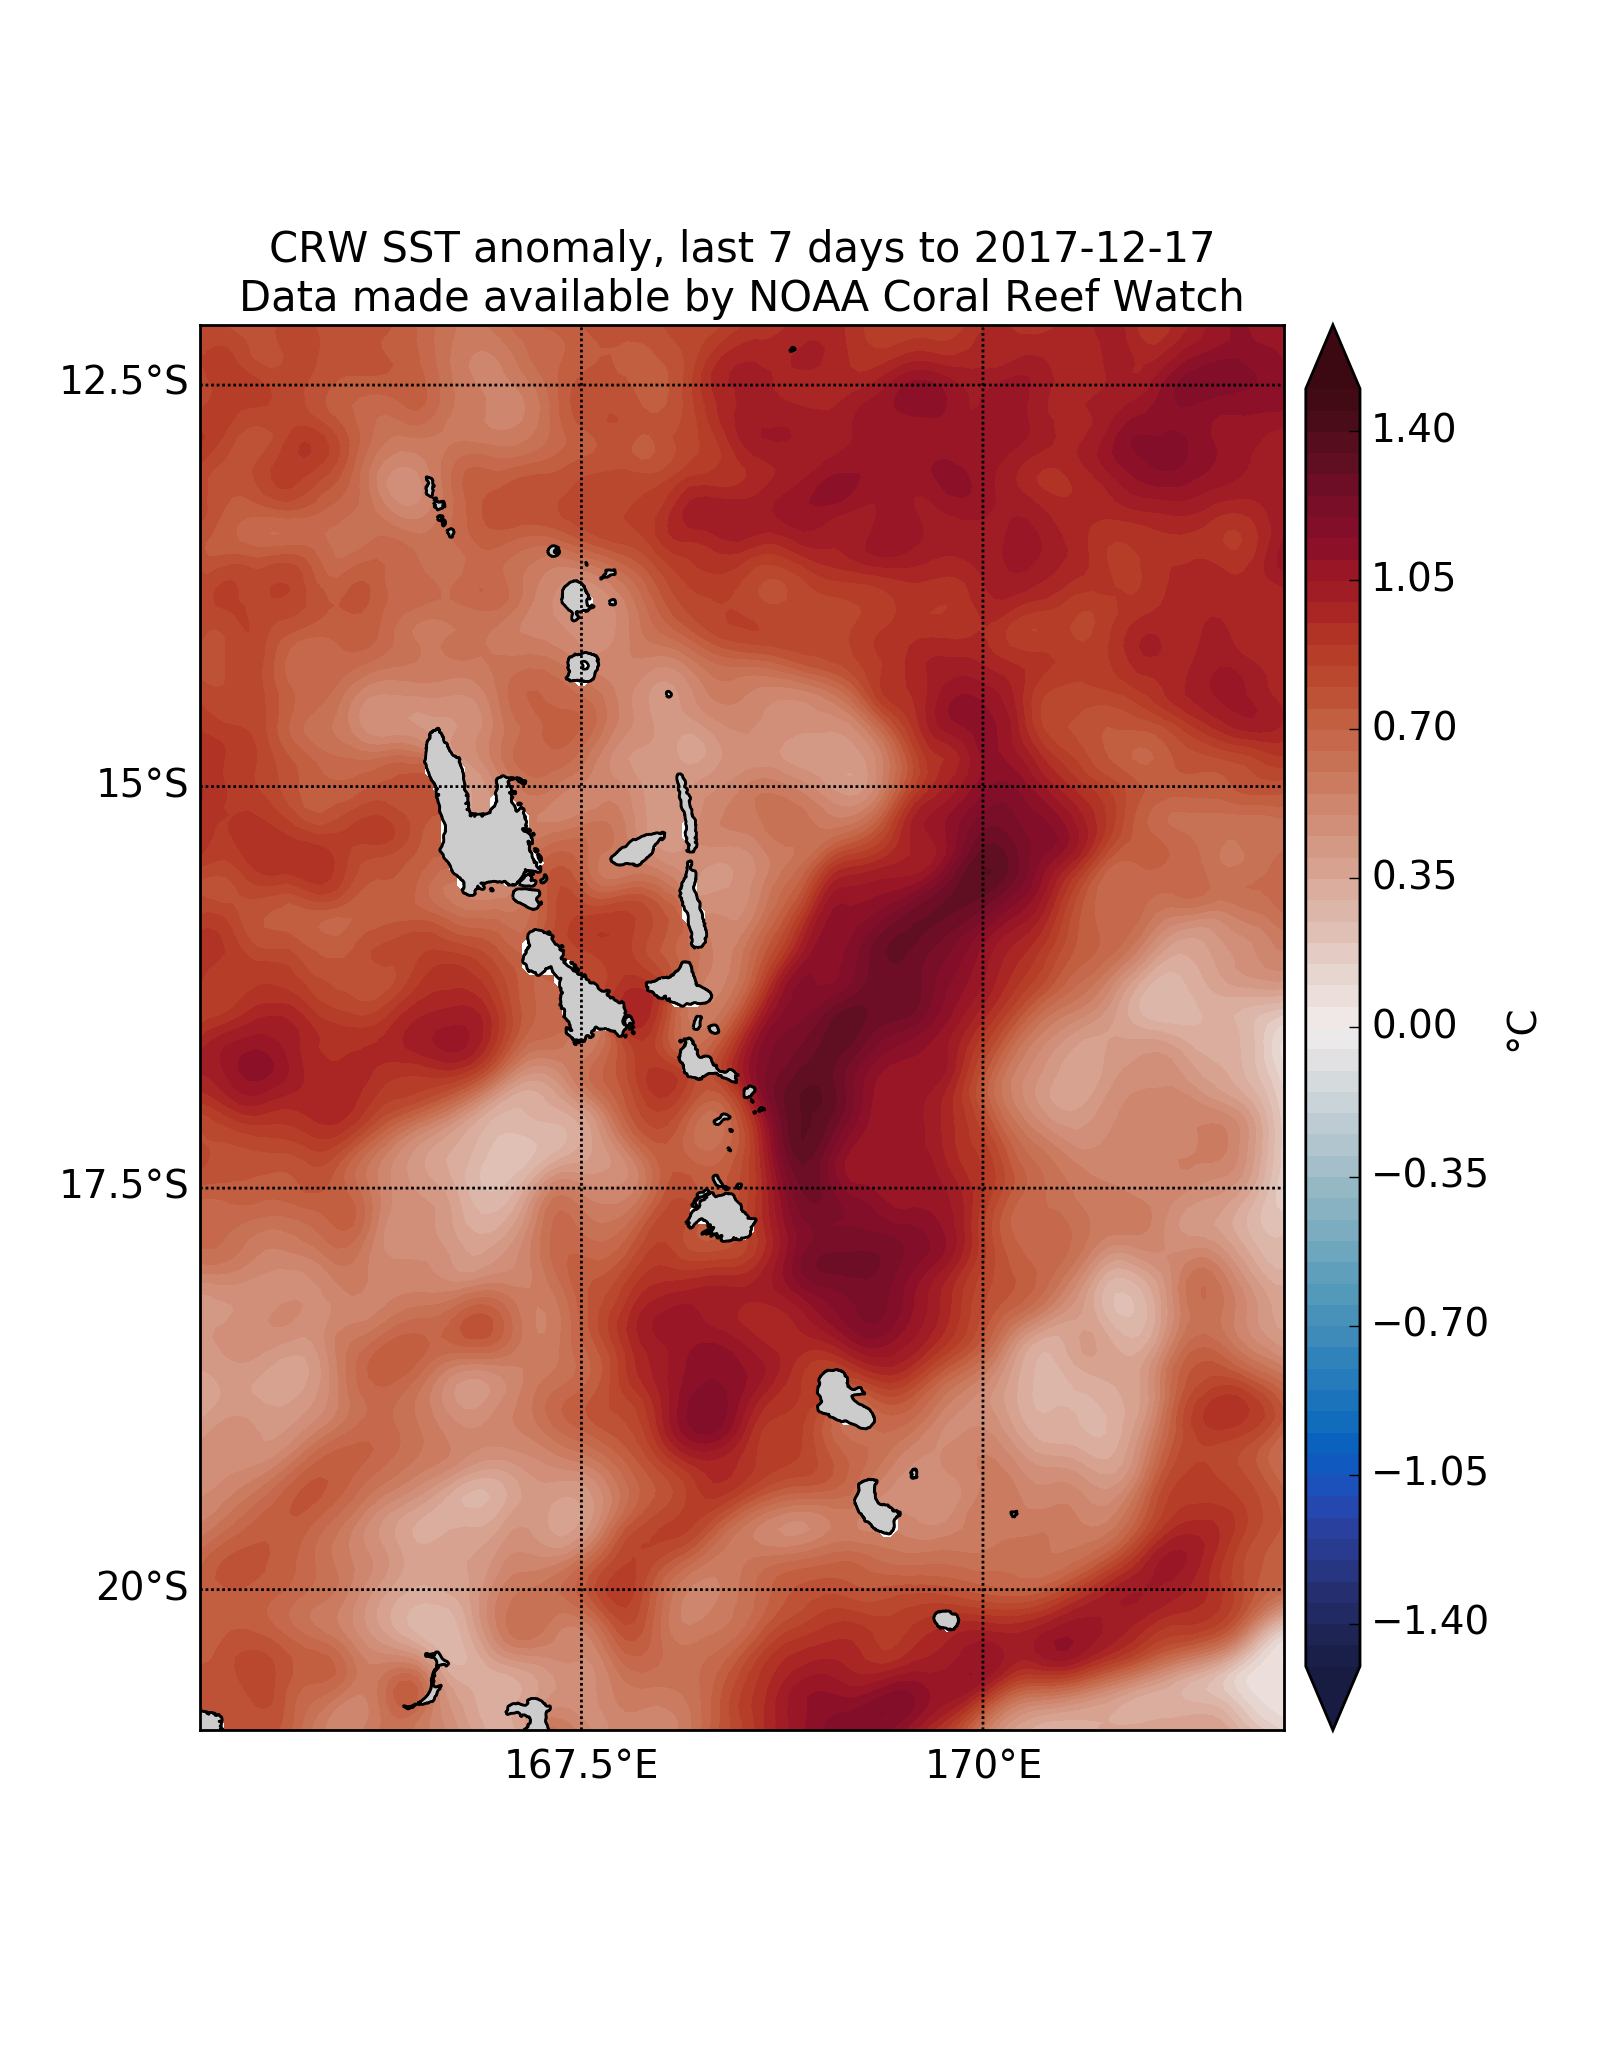 CRW SST anomaly, last 7 days to 2017-12-17
Data made available by NOAA Coral Reef Watch
12.5°S
15°S
17.5°S
20°S
167.5°E
170°E
1.40
1.05
0.70
0.35
0.00
−0.35
−0.70
−1.05
−1.40
°C